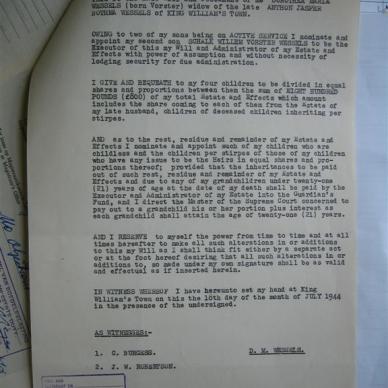 WESSELS (born Vorster) widow of the late ARTHUR JASPER
BOTHMA WESSELS of KING WILLIAM'S TOWN.
OWING to two of my sons being on ACTIVE SERVICE I nominate and
appoint my second son SCHALK WILLEM VORSTER WESSELS to be the
Executor of this my Will and Administrator of my Estate and
Effects with power of assumption and without necessity of
lodging security for due administration.
I GIVE AND BEQUEATH to my four children to be divided in equal
shares and proportions between them the sum of EIGHT HUNDRED
POUNDS (£800) of my total Estate and Effects which amount
includes the share coming to each of them from the Estate of
my late husband, children of deceased children inheriting per
stirpes.
AND as to the rest, residue and remainder of my Estate and
Effects I nominate and appoint such of my children who are
childless and the children per stirpes of those of my children
who have any issue to be the Heirs in equal shares and pro-
portions thereof; provided that the inheritances to be paid
out of such rest, residue and remainder of my Estate and
Effects and due to any of my grandchildren under twenty-one
(21) years of age at the date of my death shall be paid by the
Executor and Administrator of my Estate into the Guardian's
Fund, and I direct the Master of the Supreme Court concerned to
pay out to a grandchild his or her portion plus interest as
each grandchild shall attain the age of twenty-one (21) years.
AND I RESERVE to myself the power from time to time and at all
times hereafter to make all such alterations in or additions
to this my Will as I shall think fit either by a separate act
or at the foot hereof desiring that all such alterations in or
additions to, so made under my own signature shall be as valid
and effectual as if inserted herein.
IN WITNESS WHEREOF I have hereunto set my hand at King
William's Town on this the 10th day of the month of JULY 1944
in the presence of the undersigned.
AS WITNESSES:-
1. C. BURGESS. D. M. WESSELS.
2. J. W. ROBERTSON.